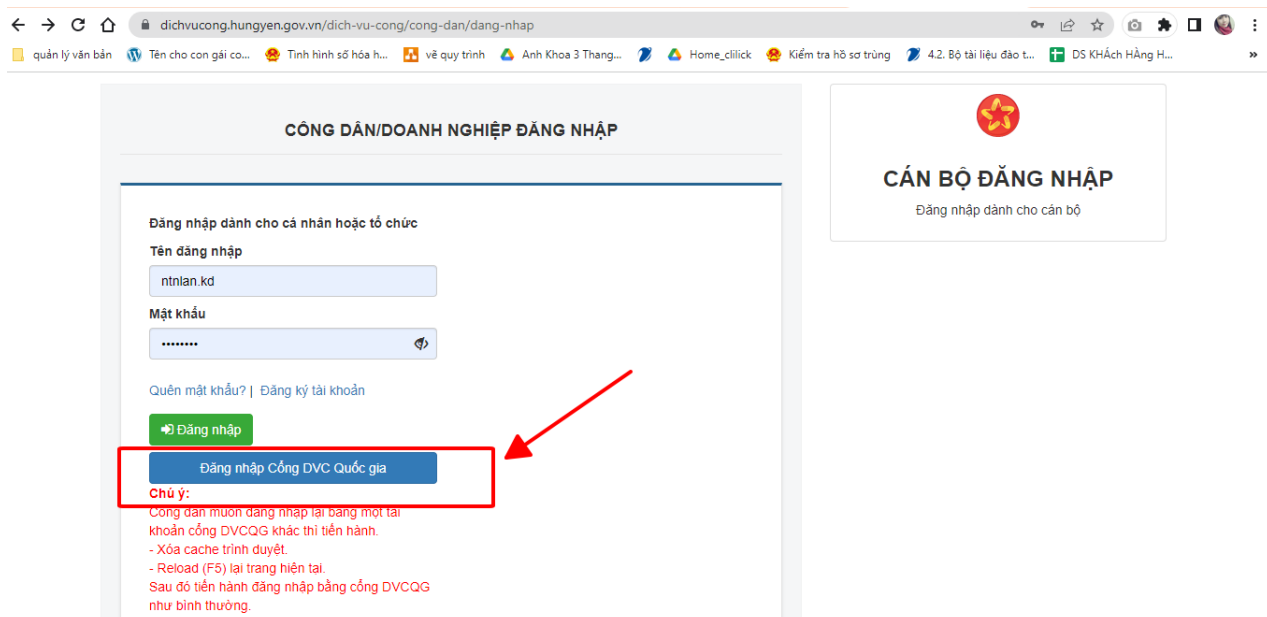 dichvucong.hungyen.gov.vn/dich-vu-cong/cong-dan/dang-nhap
quản lý văn bản
Tên cho con gái co...
Tình hình số hóa h...
vẽ quy trình
Anh Khoa 3 Thang...
Home_clilick
Kiểm tra hồ sơ trùng
4.2. Bộ tài liệu đào t...
DS KHÁch HÀng H...
»
CÔNG DÂN/DOANH NGHIỆP ĐĂNG NHẬP
Đăng nhập dành cho cá nhân hoặc tổ chức
Tên đăng nhập
ntnlan.kd
Mật khẩu
••••••••
Quên mật khẩu? | Đăng ký tài khoản
Đăng nhập
Đăng nhập Cổng DVC Quốc gia
Chú ý:
Công dân muốn đăng nhập lại bằng một tài
khoản cổng DVCQG khác thì tiến hành.
- Xóa cache trình duyệt.
- Reload (F5) lại trang hiện tại.
Sau đó tiến hành đăng nhập bằng cổng DVCQG
như bình thường.
CÁN BỘ ĐĂNG NHẬP
Đăng nhập dành cho cán bộ